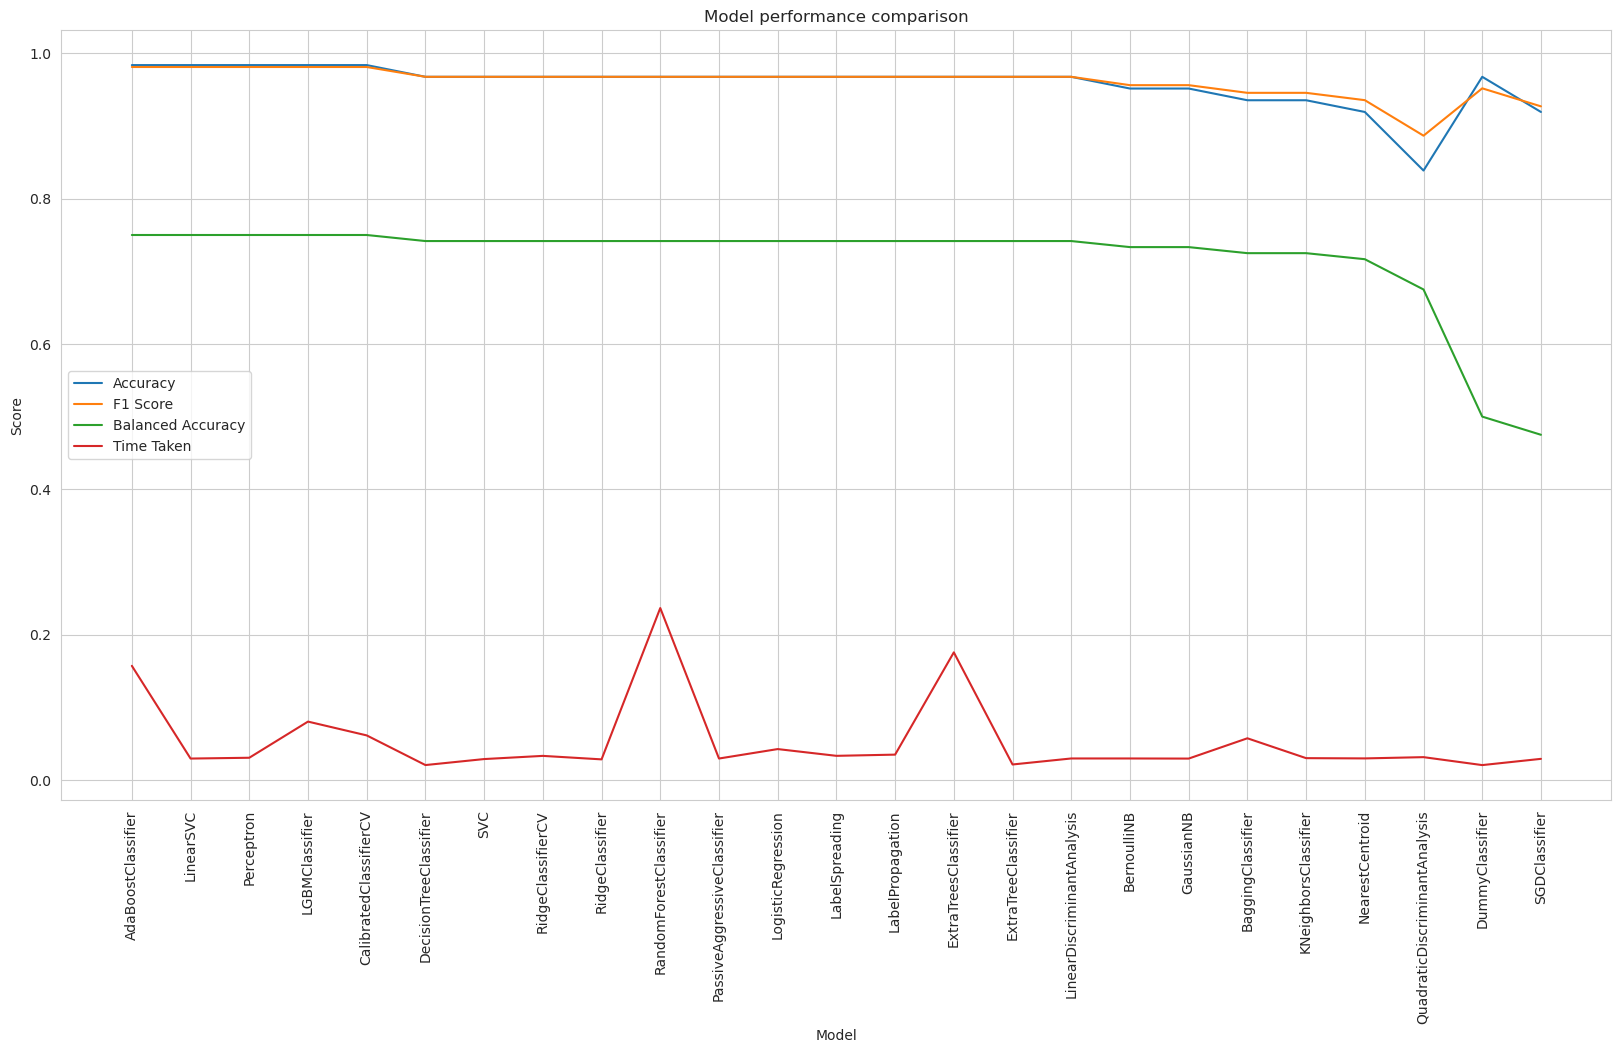 Model performance comparison
1.0
0.8
0.6
0.4
0.2
0.0
Score
Accuracy
F1 Score
Balanced Accuracy
Time Taken
AdaBoostClassifier
LinearSVC
Perceptron
LGBMClassifier
CalibratedClassifierCV
DecisionTreeClassifier
SVC
RidgeClassifierCV
RidgeClassifier
RandomForestClassifier
PassiveAggressiveClassifier
LogisticRegression
LabelSpreading
LabelPropagation
ExtraTreesClassifier
ExtraTreeClassifier
LinearDiscriminantAnalysis
BernoulliNB
GaussianNB
BaggingClassifier
KNeighborsClassifier
NearestCentroid
QuadraticDiscriminantAnalysis
DummyClassifier
SGDClassifier
Model